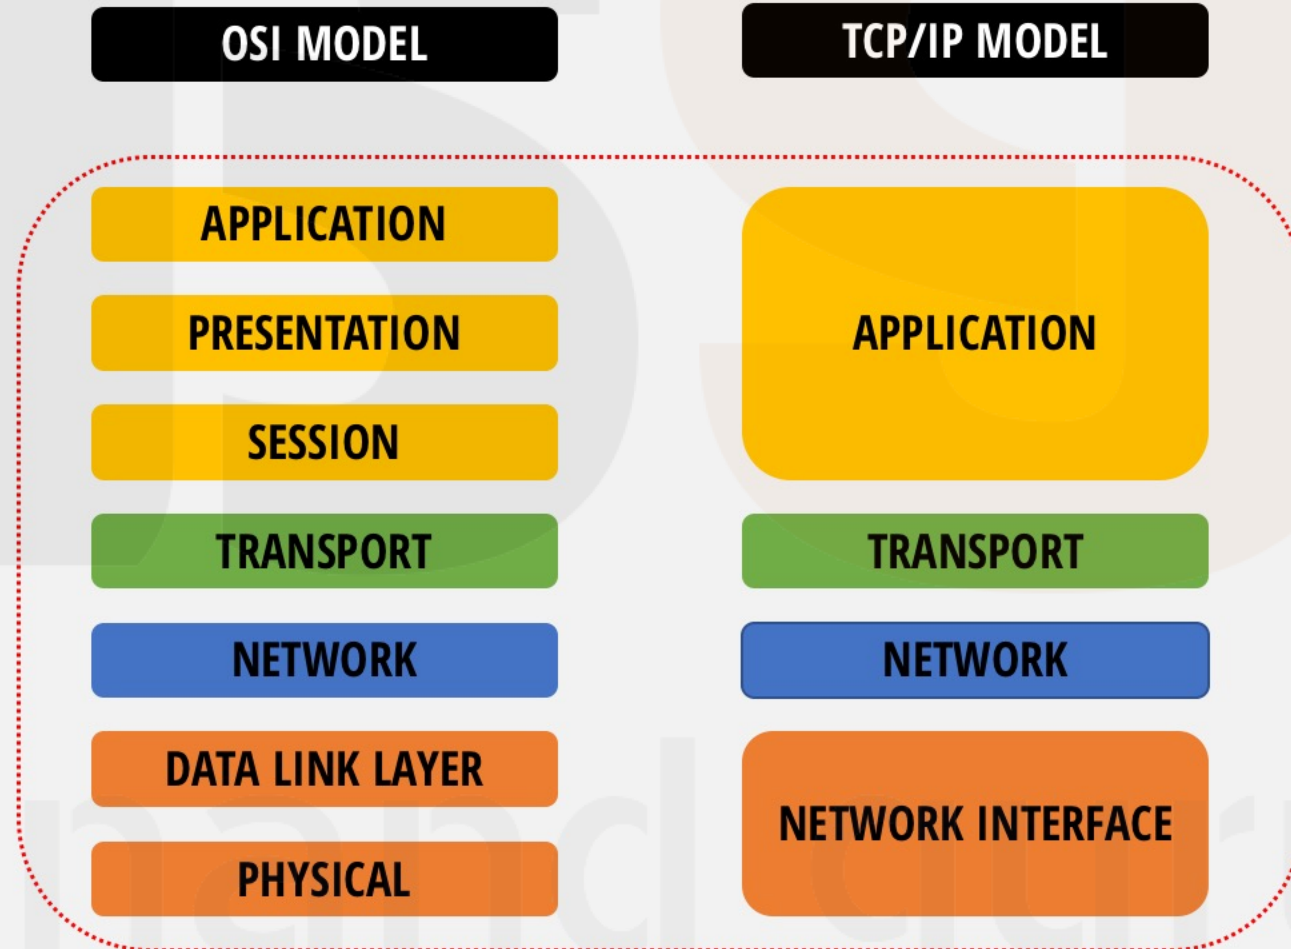 OSI MODEL
TCP/IP MODEL
APPLICATION
PRESENTATION
SESSION
TRANSPORT
NETWORK
DATA LINK LAYER
PHYSICAL
APPLICATION
TRANSPORT
NETWORK
NETWORK INTERFACE